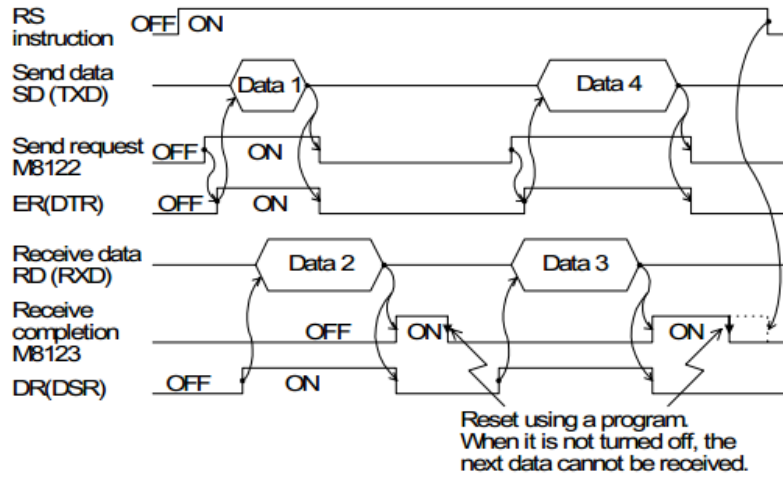 RS
instruction OFF ON
Send data
SD (TXD) Data 1 Data 4
Send request
M8122 OFF ON
ER(DTR) OFF ON
Receive data
RD (RXD) Data 2 Data 3
Receive
completion OFF ON ON
M8123
DR(DSR) OFF ON
Reset using a program.
When it is not turned off, the
next data cannot be received.